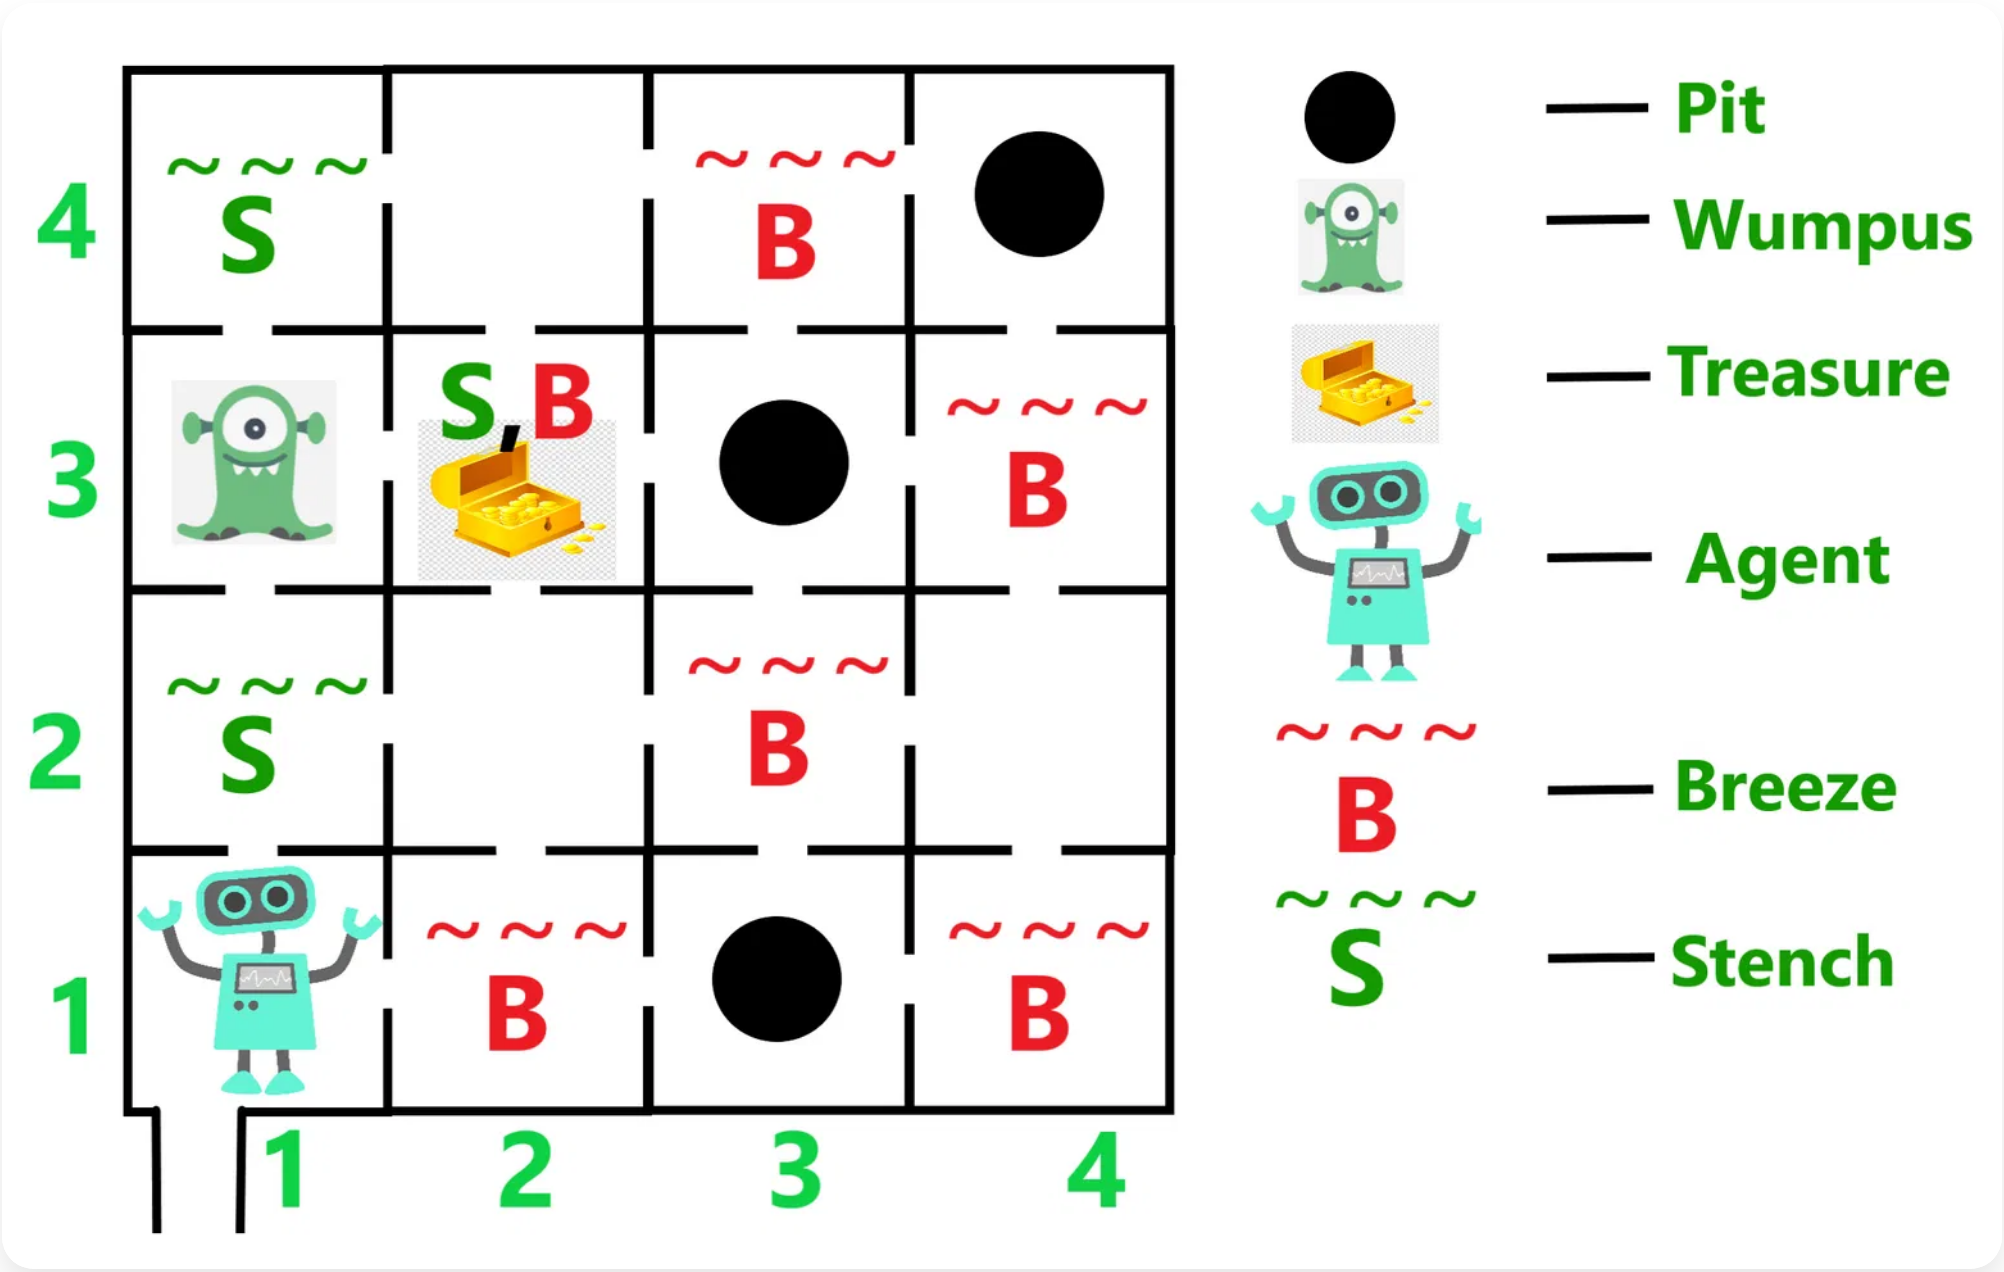 4 S B
3 S B B
2 S B
1 B B
1 2 3 4
Pit
Wumpus
Treasure
Agent
B Breeze
S Stench